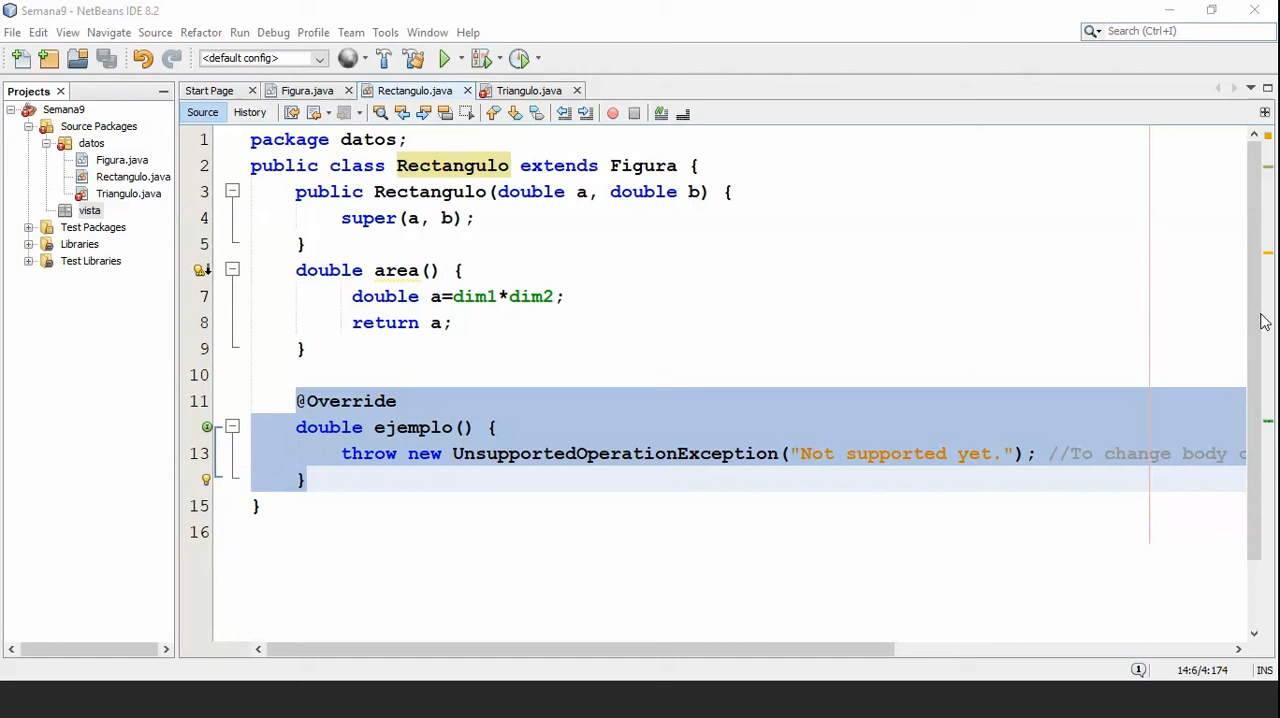 Semana9 - NetBeans IDE 8.2
File Edit View Navigate Source Refactor Run Debug Profile Team Tools Window Help
Search (Ctrl+I)
<default config>
Projects
Start Page Figura.java Rectangulo.java Triangulo.java
Semana9
Source Packages
datos
Figura.java
Rectangulo.java
Triangulo.java
vista
Test Packages
Libraries
Test Libraries
Source History
1 package datos;
2 public class Rectangulo extends Figura {
3 public Rectangulo(double a, double b) {
4 super(a, b);
5 }
double area() {
7 double a=dim1*dim2;
8 return a;
9 }
10
11 @Override
double ejemplo() {
13 throw new UnsupportedOperationException("Not supported yet."); //To change body
}
15 }
16
14:6/4:174 INS